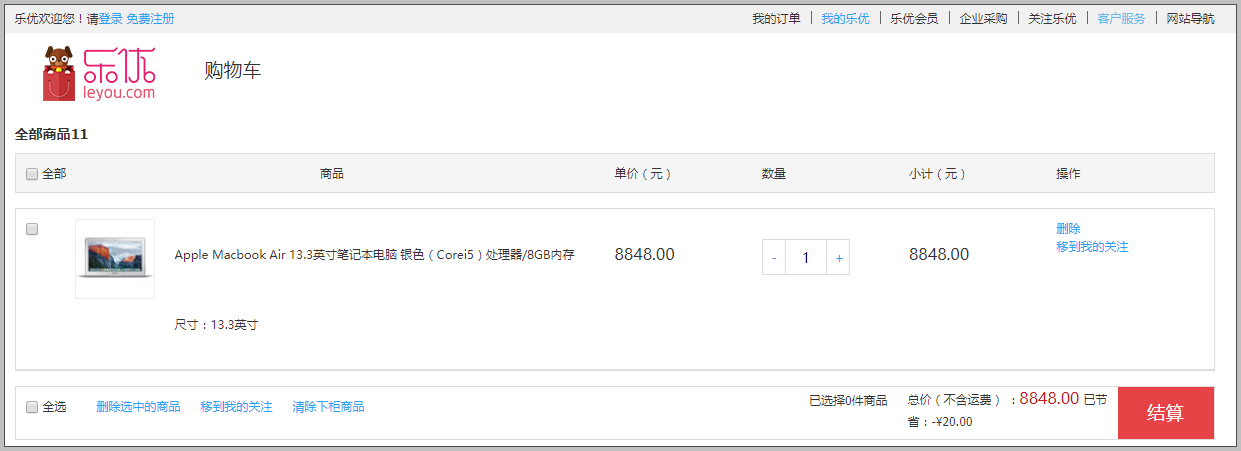 乐优欢迎您！请登录 免费注册 我的订单 | 我的乐优 | 乐优会员 | 企业采购 | 关注乐优 | 客户服务 | 网站导航
乐优
leyou.com
购物车
全部商品11
全部 商品 单价（元） 数量 小计（元） 操作
Apple Macbook Air 13.3英寸笔记本电脑 银色（Corei5）处理器/8GB内存 8848.00 - 1 + 8848.00 删除
移到我的关注
尺寸：13.3英寸
全选 删除选中的商品 移到我的关注 清除下柜商品 已选择0件商品 总价（不含运费）：8848.00 已节
省：-¥20.00
结算